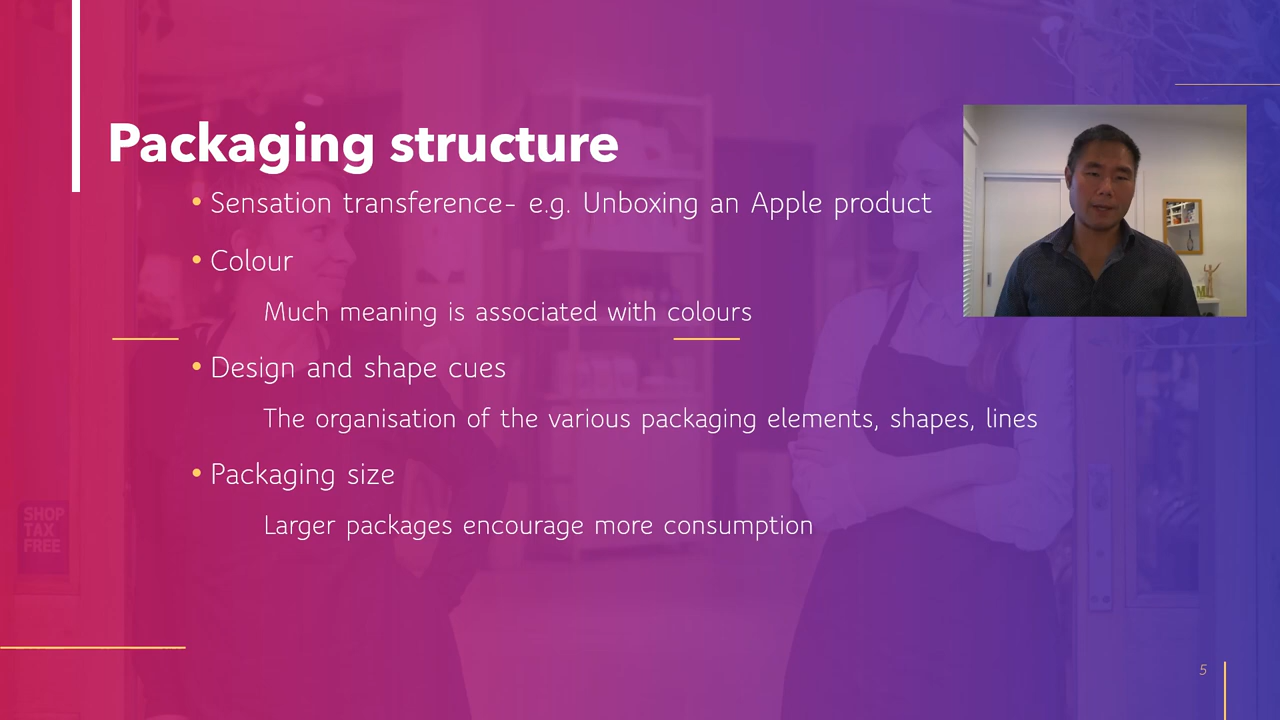 Packaging structure
• Sensation transference- e.g. Unboxing an Apple product
• Colour
Much meaning is associated with colours
• Design and shape cues
The organisation of the various packaging elements, shapes, lines
• Packaging size
Larger packages encourage more consumption
SHOP
TAX
FREE
5